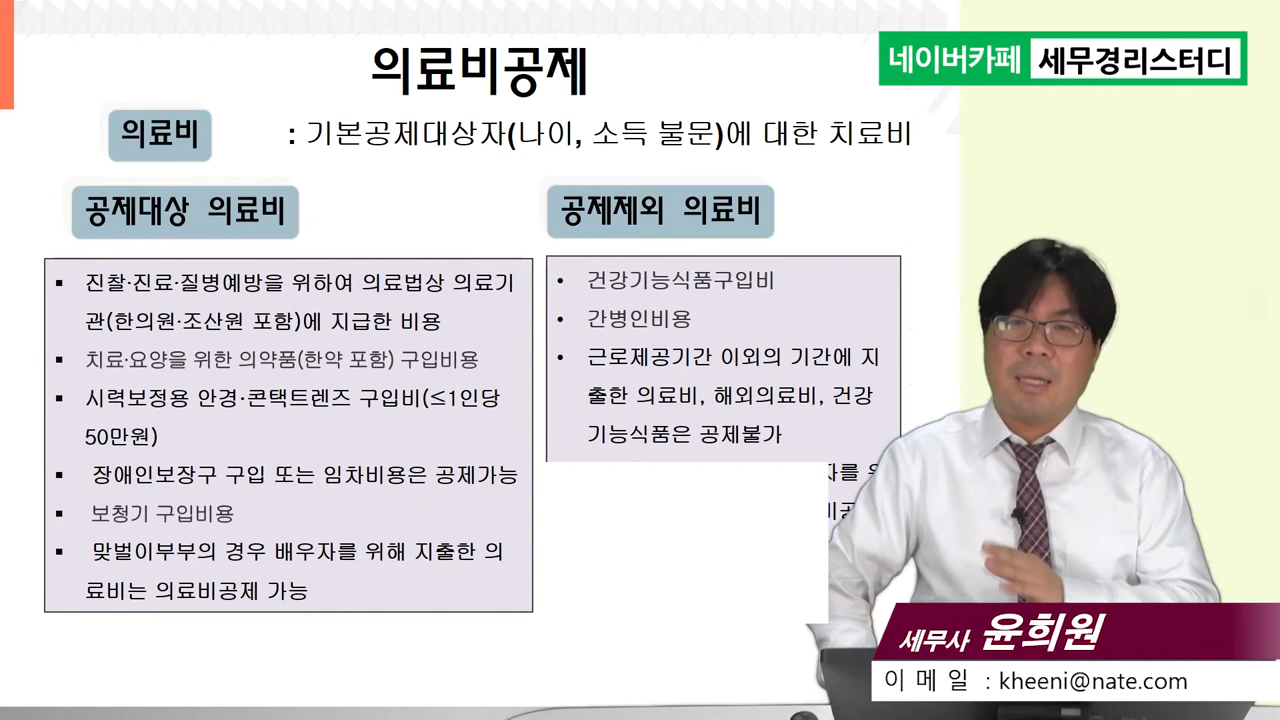 의료비공제
네이버카페 세무경리스터디
의료비 : 기본공제대상자(나이, 소득 불문)에 대한 치료비
공제대상 의료비
▪ 진찰·진료·질병예방을 위하여 의료법상 의료기
관(한의원·조산원 포함)에 지급한 비용
▪ 치료·요양을 위한 의약품(한약 포함) 구입비용
▪ 시력보정용 안경·콘택트렌즈 구입비(≤1인당
50만원)
▪ 장애인보장구 구입 또는 임차비용은 공제가능
▪ 보청기 구입비용
▪ 맞벌이부부의 경우 배우자를 위해 지출한 의
료비는 의료비공제 가능
공제제외 의료비
• 건강기능식품구입비
• 간병인비용
• 근로제공기간 이외의 기간에 지
출한 의료비, 해외의료비, 건강
기능식품은 공제불가
자를
세무사 윤희원
이 메 일 : kheeni@nate.com